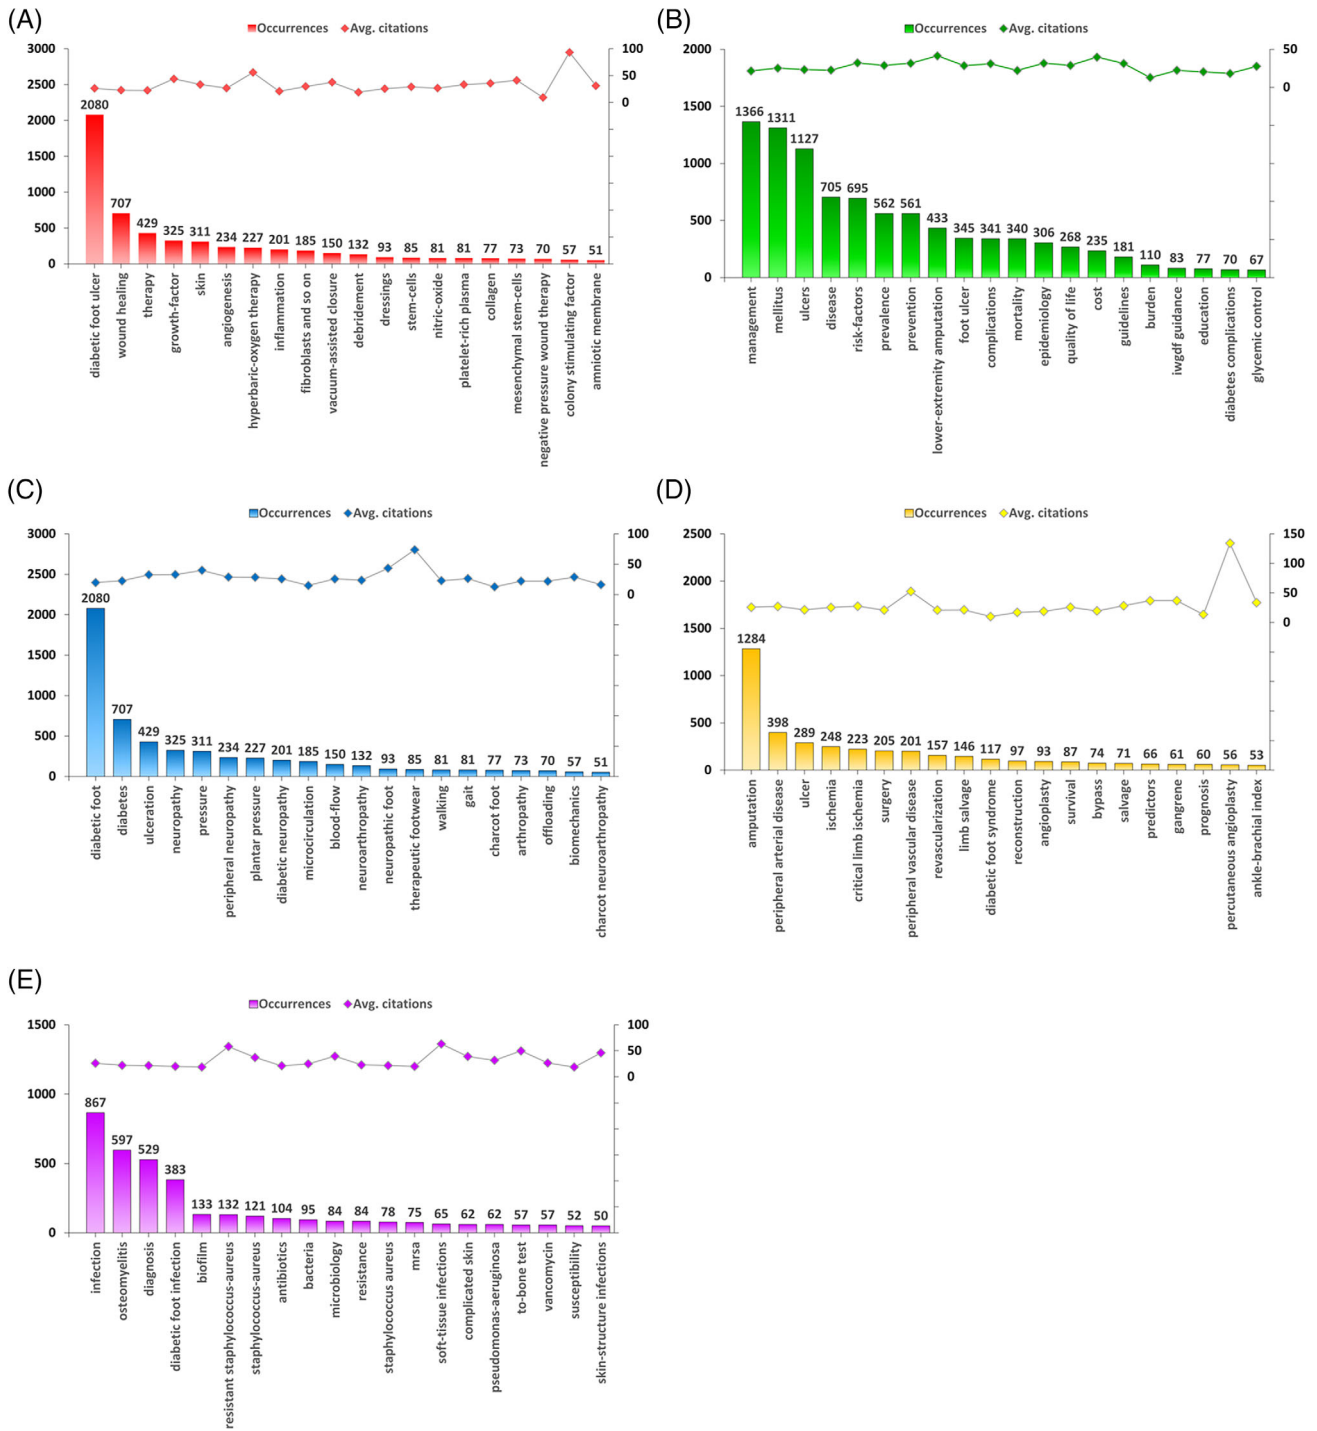 (A)
Occurrences Avg. citations
3000
2500
2000
1500
1000
500
0
100
50
0
2080 707 429 325 311 234 227 201 185 150 132 93 85 81 81 77 73 70 57 51
diabetic foot ulcer
wound healing
therapy
growth-factor
skin
angiogenesis
hyperbaric-oxygen therapy
inflammation
fibroblasts and so on
vacuum-assisted closure
debridement
dressings
stem-cells
nitric-oxide
platelet-rich plasma
collagen
mesenchymal stem-cells
negative pressure wound therapy
colony stimulating factor
amniotic membrane
(B)
Occurrences Avg. citations
2000
1500
1000
500
0
50
0
1366 1311 1127 705 695 562 561 433 345 341 340 306 268 235 181 110 83 77 70 67
management
mellitus
ulcers
disease
risk-factors
prevalence
prevention
lower-extremity amputation
foot ulcer
complications
mortality
epidemiology
quality of life
cost
guidelines
burden
iwgdf guidance
education
diabetes complications
glycemic control
(C)
Occurrences Avg. citations
3000
2500
2000
1500
1000
500
0
100
50
0
2080 707 429 325 311 234 227 201 185 150 132 93 85 81 81 77 73 70 57 51
diabetic foot
diabetes
ulceration
neuropathy
pressure
peripheral neuropathy
plantar pressure
diabetic neuropathy
microcirculation
blood-flow
neuroarthropathy
neuropathic foot
therapeutic footwear
walking
gait
charcot foot
arthropathy
offloading
biomechanics
charcot neuroarthropathy
(D)
Occurrences Avg. citations
2500
2000
1500
1000
500
0
150
100
50
0
1284 398 289 248 223 205 201 157 146 117 97 93 87 74 71 66 61 60 56 53
amputation
peripheral arterial disease
ulcer
ischemia
critical limb ischemia
surgery
peripheral vascular disease
revascularization
limb salvage
diabetic foot syndrome
reconstruction
angioplasty
survival
bypass
salvage
predictors
gangrene
prognosis
percutaneous angioplasty
ankle-brachial index
(E)
Occurrences Avg. citations
1500
1000
500
0
100
50
0
867 597 529 383 133 132 121 104 95 84 84 78 75 65 62 62 57 57 52 50
infection
osteomyelitis
diagnosis
diabetic foot infection
biofilm
resistant staphylococcus-aureus
staphylococcus-aureus
antibiotics
bacteria
microbiology
resistance
staphylococcus aureus
mrsa
soft-tissue infections
complicated skin
pseudomonas-aeruginosa
to-bone test
vancomycin
susceptibility
skin-structure infections